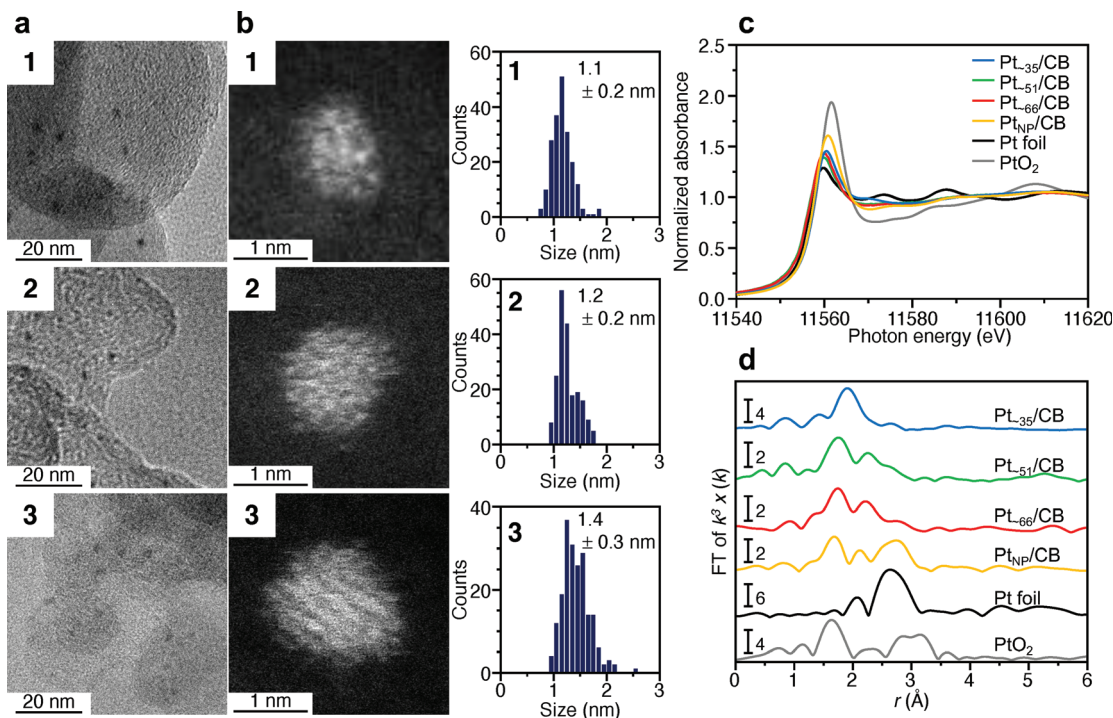 a
1
20 nm
2
20 nm
3
20 nm
b
1
1 nm
2
1 nm
3
1 nm
60
40
20
0
Counts
1
1.1
± 0.2 nm
0 1 2 3
Size (nm)
60
40
20
0
Counts
2
1.2
± 0.2 nm
0 1 2 3
Size (nm)
40
30
20
10
0
Counts
3
1.4
± 0.3 nm
0 1 2 3
Size (nm)
c
Normalized absorbance
2.5
2.0
1.5
1.0
0.5
0.0
Pt~35/CB
Pt~51/CB
Pt~66/CB
PtNP/CB
Pt foil
PtO2
11540 11560 11580 11600 11620
Photon energy (eV)
d
FT of k3 x (k)
4 Pt~35/CB
2 Pt~51/CB
2 Pt~66/CB
2 PtNP/CB
6 Pt foil
4 PtO2
0 1 2 3 4 5 6
r (Å)